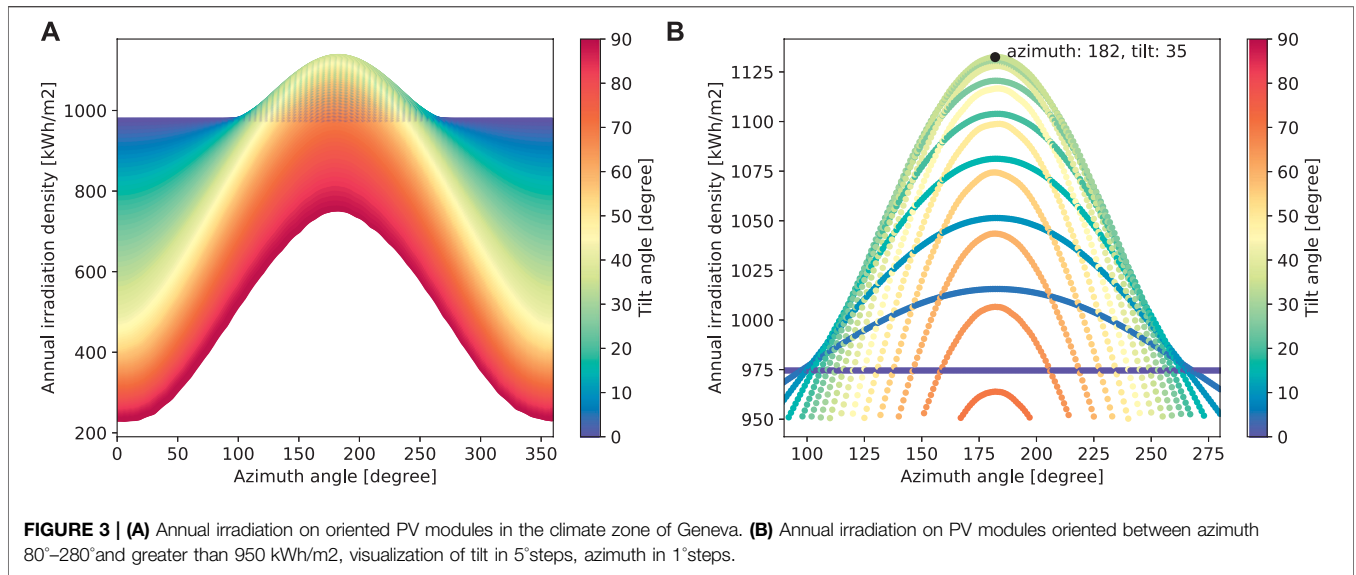 A
Annual irradiation density [kWh/m2]
1000
800
600
400
200
0 50 100 150 200 250 300 350
Azimuth angle [degree]
90
80
70
60
50
40
30
20
10
0
Tilt angle [degree]
B
azimuth: 182, tilt: 35
Annual irradiation density [kWh/m2]
1125
1100
1075
1050
1025
1000
975
950
100 125 150 175 200 225 250 275
Azimuth angle [degree]
90
80
70
60
50
40
30
20
10
0
Tilt angle [degree]
FIGURE 3 | (A) Annual irradiation on oriented PV modules in the climate zone of Geneva. (B) Annual irradiation on PV modules oriented between azimuth
80°–280°and greater than 950 kWh/m2, visualization of tilt in 5°steps, azimuth in 1°steps.